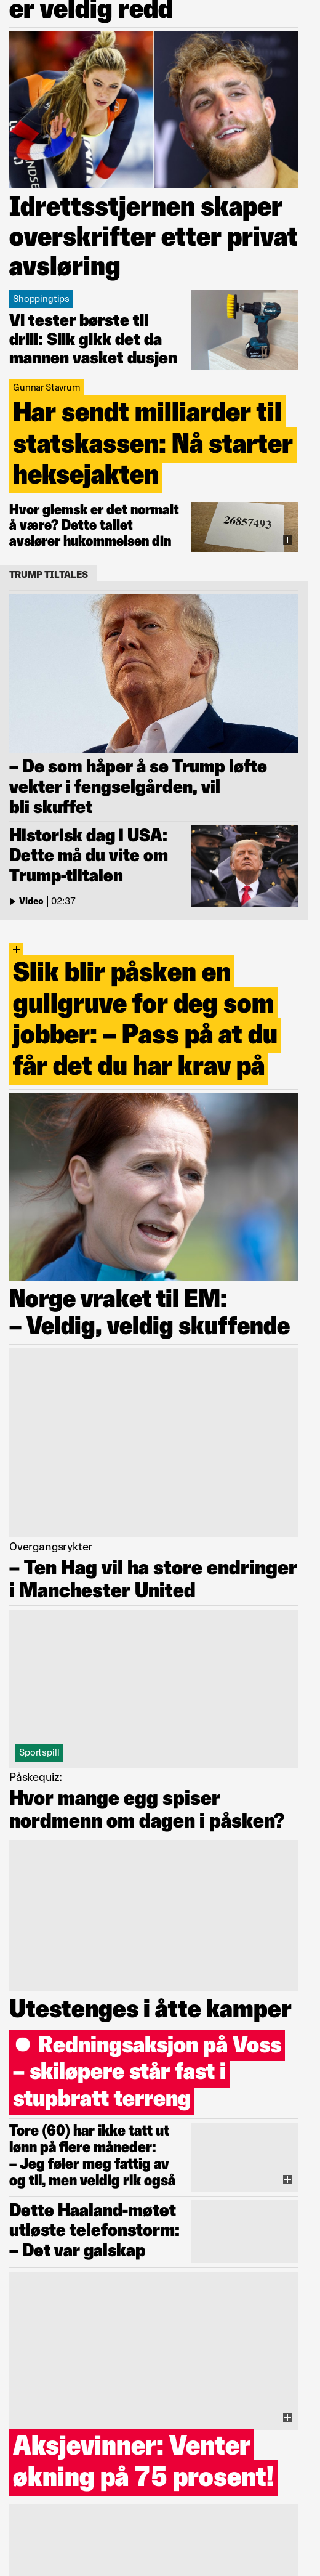 er veldig redd
Idrettsstjernen skaper
overskrifter etter privat
avsløring
Shoppingtips
Vi tester børste til
drill: Slik gikk det da
mannen vasket dusjen
Gunnar Stavrum
Har sendt milliarder til
statskassen: Nå starter
heksejakten
Hvor glemsk er det normalt
å være? Dette tallet
avslører hukommelsen din
26857493
TRUMP TILTALES
– De som håper å se Trump løfte
vekter i fengselgården, vil
bli skuffet
Historisk dag i USA:
Dette må du vite om
Trump-tiltalen
Video | 02:37
+
Slik blir påsken en
gullgruve for deg som
jobber: – Pass på at du
får det du har krav på
Norge vraket til EM:
– Veldig, veldig skuffende
Overgangsrykter
– Ten Hag vil ha store endringer
i Manchester United
Sportspill
Påskequiz:
Hvor mange egg spiser
nordmenn om dagen i påsken?
Utestenges i åtte kamper
Redningsaksjon på Voss
– skiløpere står fast i
stupbratt terreng
Tore (60) har ikke tatt ut
lønn på flere måneder:
– Jeg føler meg fattig av
og til, men veldig rik også
Dette Haaland-møtet
utløste telefonstorm:
– Det var galskap
Aksjevinner: Venter
økning på 75 prosent!